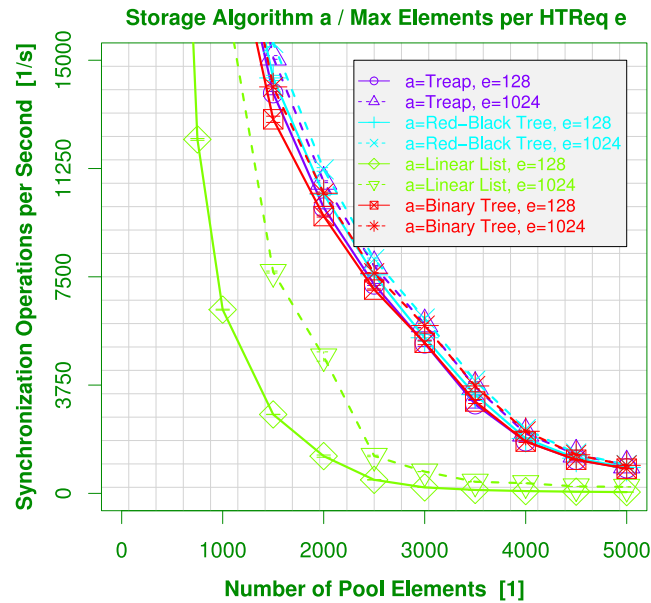 Storage Algorithm a / Max Elements per HTReq e
Synchronization Operations per Second  [1/s]
15000
11250
7500
3750
0
a=Treap, e=128
a=Treap, e=1024
a=Red−Black Tree, e=128
a=Red−Black Tree, e=1024
a=Linear List, e=128
a=Linear List, e=1024
a=Binary Tree, e=128
a=Binary Tree, e=1024
0
1000
2000
3000
4000
5000
Number of Pool Elements  [1]